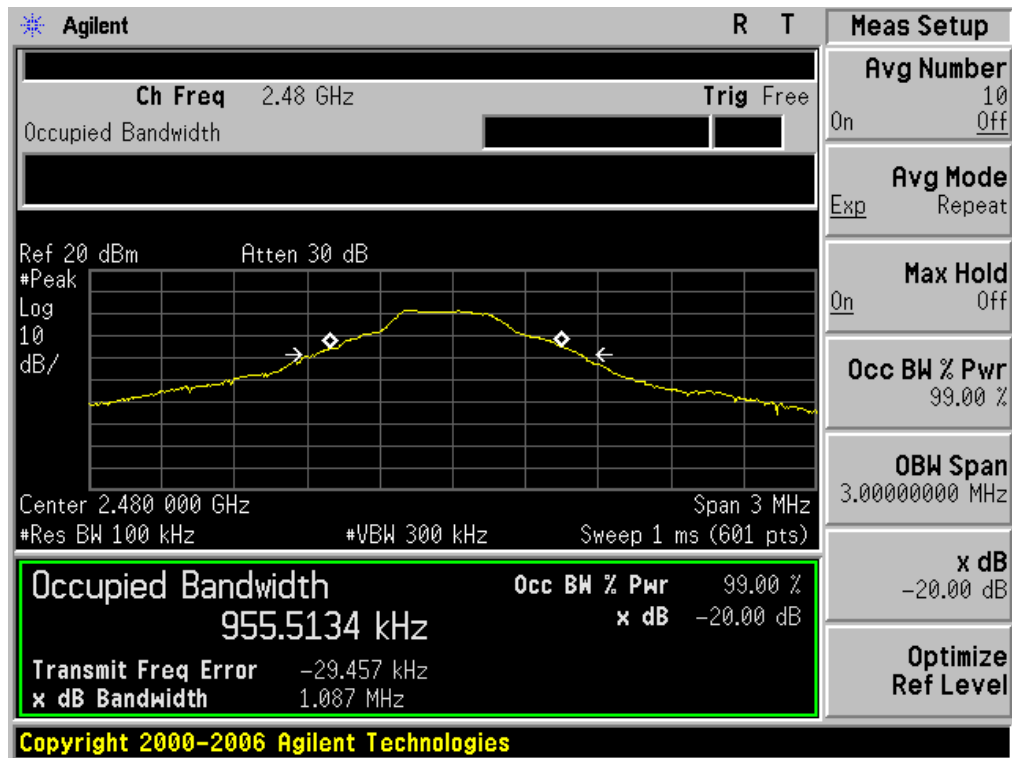 Agilent R T
Ch Freq 2.48 GHz Trig Free
Occupied Bandwidth
Ref 20 dBm Atten 30 dB
#Peak
Log
10
dB/
Center 2.480 000 GHz Span 3 MHz
#Res BW 100 kHz #VBW 300 kHz Sweep 1 ms (601 pts)
Occupied Bandwidth Occ BW % Pwr 99.00 %
955.5134 kHz x dB -20.00 dB
Transmit Freq Error -29.457 kHz
x dB Bandwidth 1.087 MHz
Copyright 2000-2006 Agilent Technologies
Meas Setup
Avg Number
10
On Off
Avg Mode
Exp Repeat
Max Hold
On Off
Occ BW % Pwr
99.00 %
OBW Span
3.00000000 MHz
x dB
-20.00 dB
Optimize
Ref Level